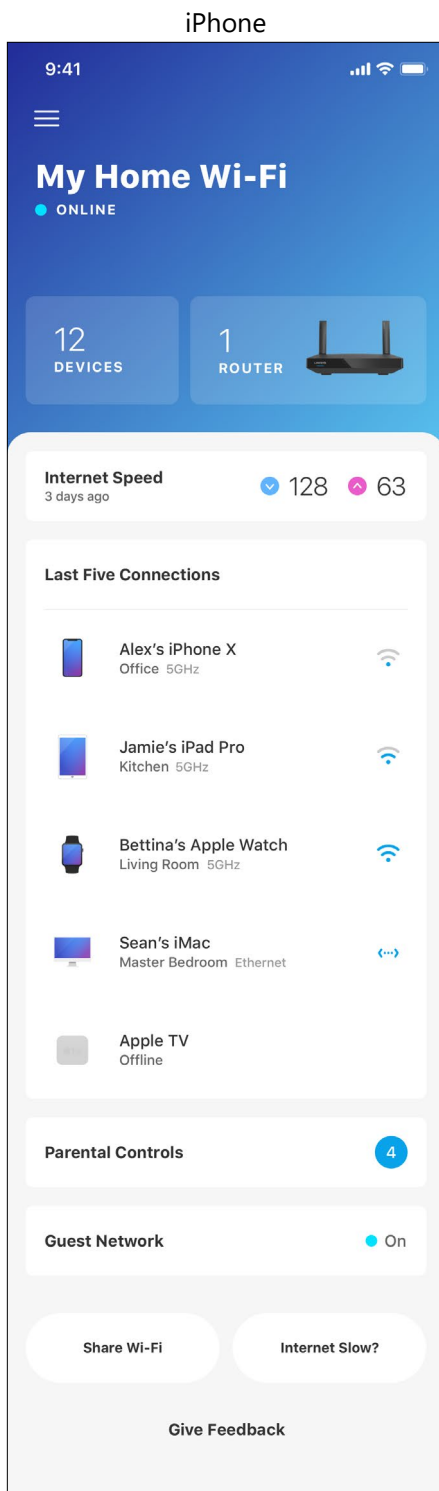 iPhone
9:41
My Home Wi-Fi
ONLINE
12
DEVICES
1
ROUTER
Internet Speed
3 days ago
128
63
Last Five Connections
Alex’s iPhone X
Office 5GHz
Jamie’s iPad Pro
Kitchen 5GHz
Bettina’s Apple Watch
Living Room 5GHz
Sean’s iMac
Master Bedroom Ethernet
Apple TV
Offline
Parental Controls
4
Guest Network
On
Share Wi-Fi
Internet Slow?
Give Feedback